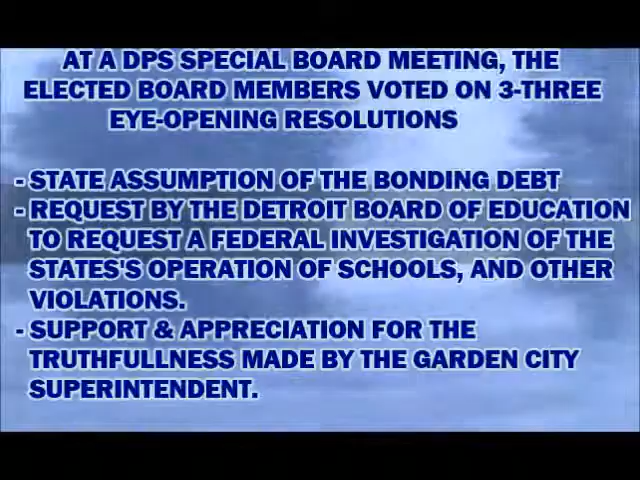 AT A DPS SPECIAL BOARD MEETING, THE
ELECTED BOARD MEMBERS VOTED ON 3-THREE
EYE-OPENING RESOLUTIONS
- STATE ASSUMPTION OF THE BONDING DEBT
- REQUEST BY THE DETROIT BOARD OF EDUCATION
TO REQUEST A FEDERAL INVESTIGATION OF THE
STATES'S OPERATION OF SCHOOLS, AND OTHER
VIOLATIONS.
- SUPPORT & APPRECIATION FOR THE
TRUTHFULLNESS MADE BY THE GARDEN CITY
SUPERINTENDENT.